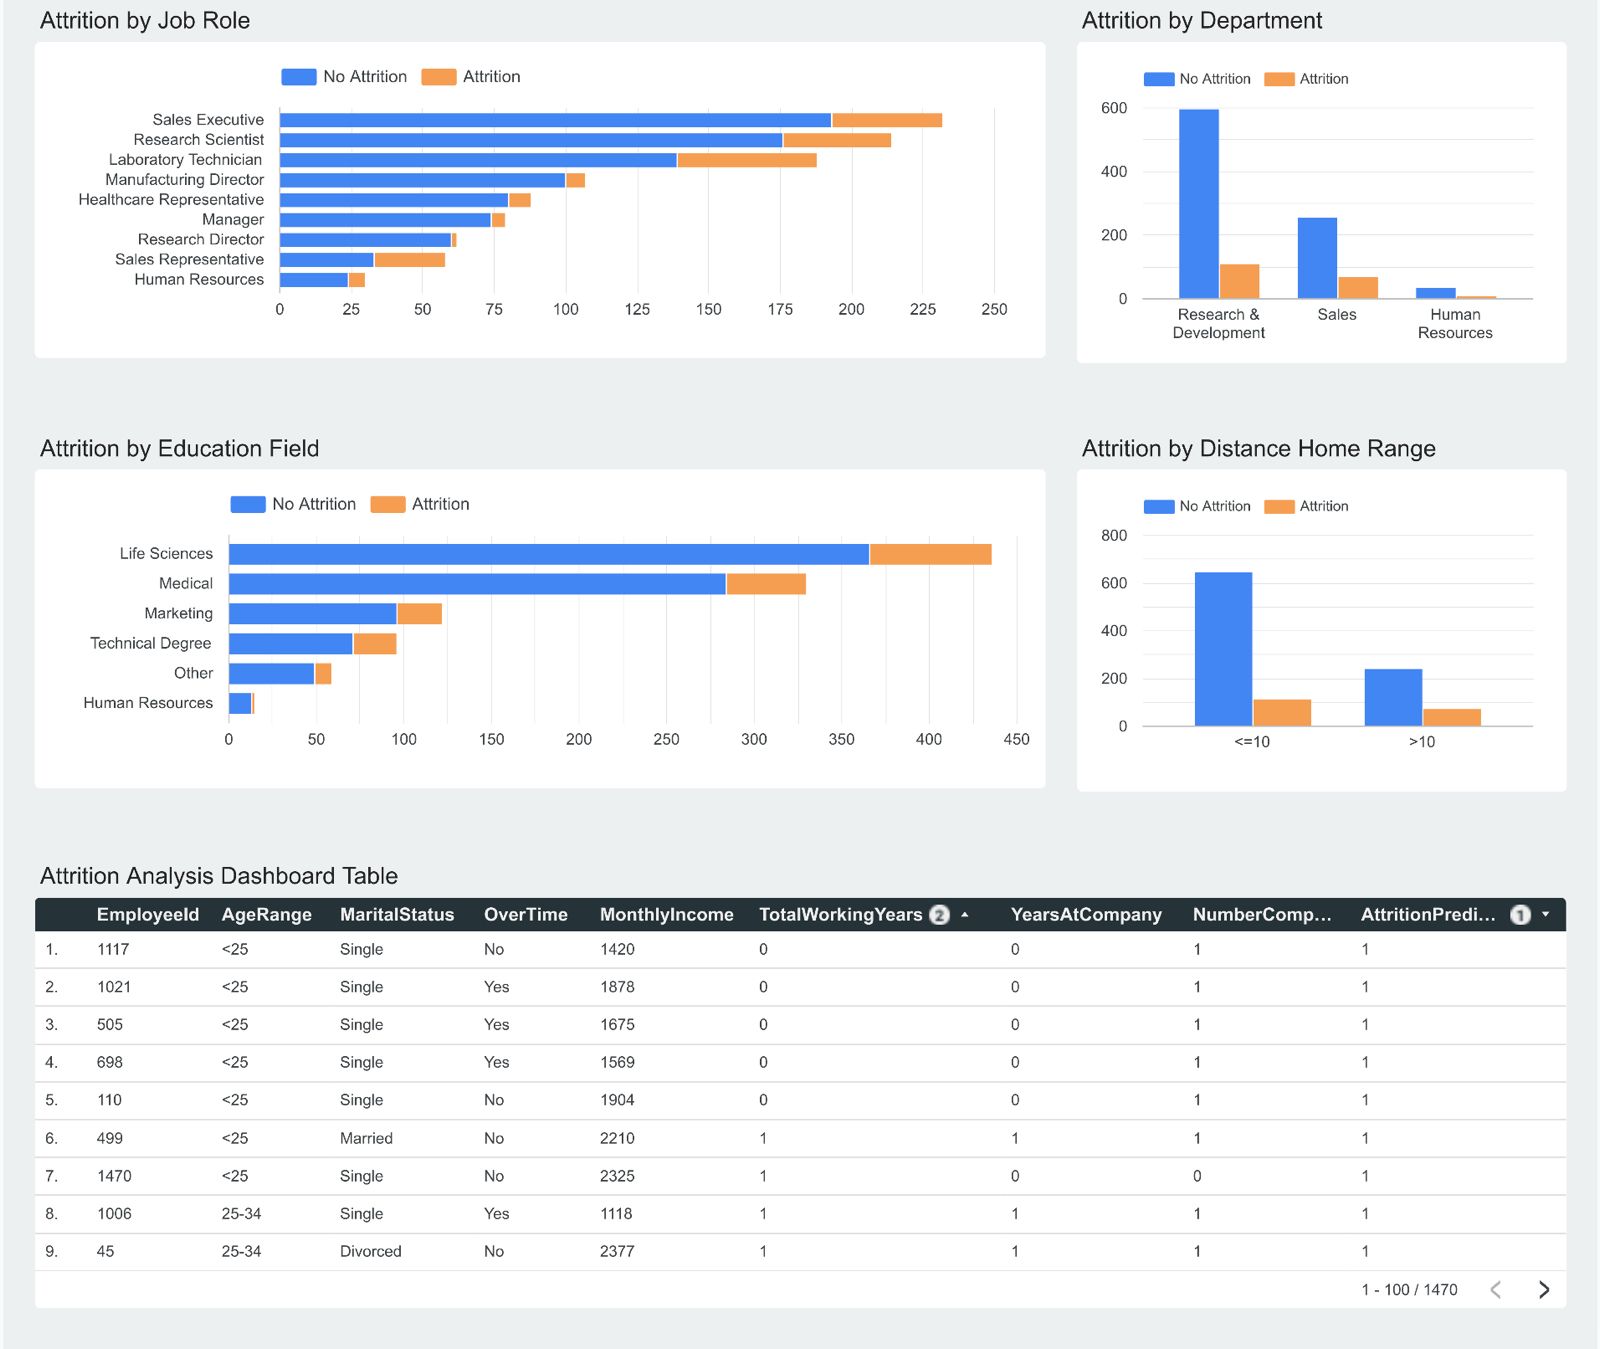 Attrition by Job Role
No Attrition Attrition
Sales Executive
Research Scientist
Laboratory Technician
Manufacturing Director
Healthcare Representative
Manager
Research Director
Sales Representative
Human Resources
0 25 50 75 100 125 150 175 200 225 250
Attrition by Department
No Attrition Attrition
600
400
200
0
Research & Development Sales Human Resources
Attrition by Education Field
No Attrition Attrition
Life Sciences
Medical
Marketing
Technical Degree
Other
Human Resources
0 50 100 150 200 250 300 350 400 450
Attrition by Distance Home Range
No Attrition Attrition
800
600
400
200
0
<=10 >10
Attrition Analysis Dashboard Table
EmployeeId AgeRange MaritalStatus OverTime MonthlyIncome TotalWorkingYears 2 YearsAtCompany NumberComp... AttritionPredi... 1
1. 1117 <25 Single No 1420 0 0 1 1
2. 1021 <25 Single Yes 1878 0 0 1 1
3. 505 <25 Single Yes 1675 0 0 1 1
4. 698 <25 Single Yes 1569 0 0 1 1
5. 110 <25 Single No 1904 0 0 1 1
6. 499 <25 Married No 2210 1 1 1 1
7. 1470 <25 Single No 2325 1 0 0 1
8. 1006 25-34 Single Yes 1118 1 1 1 1
9. 45 25-34 Divorced No 2377 1 1 1 1
1 - 100 / 1470